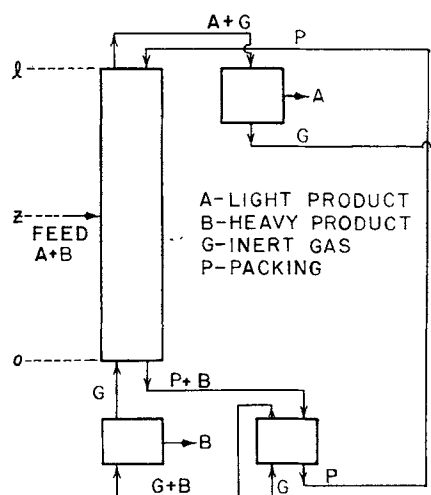 A+G
P
l
A
G
A-LIGHT PRODUCT
B-HEAVY PRODUCT
G-INERT GAS
P-PACKING
z
FEED
A+B
o
G
P+B
B
G+B
G
P